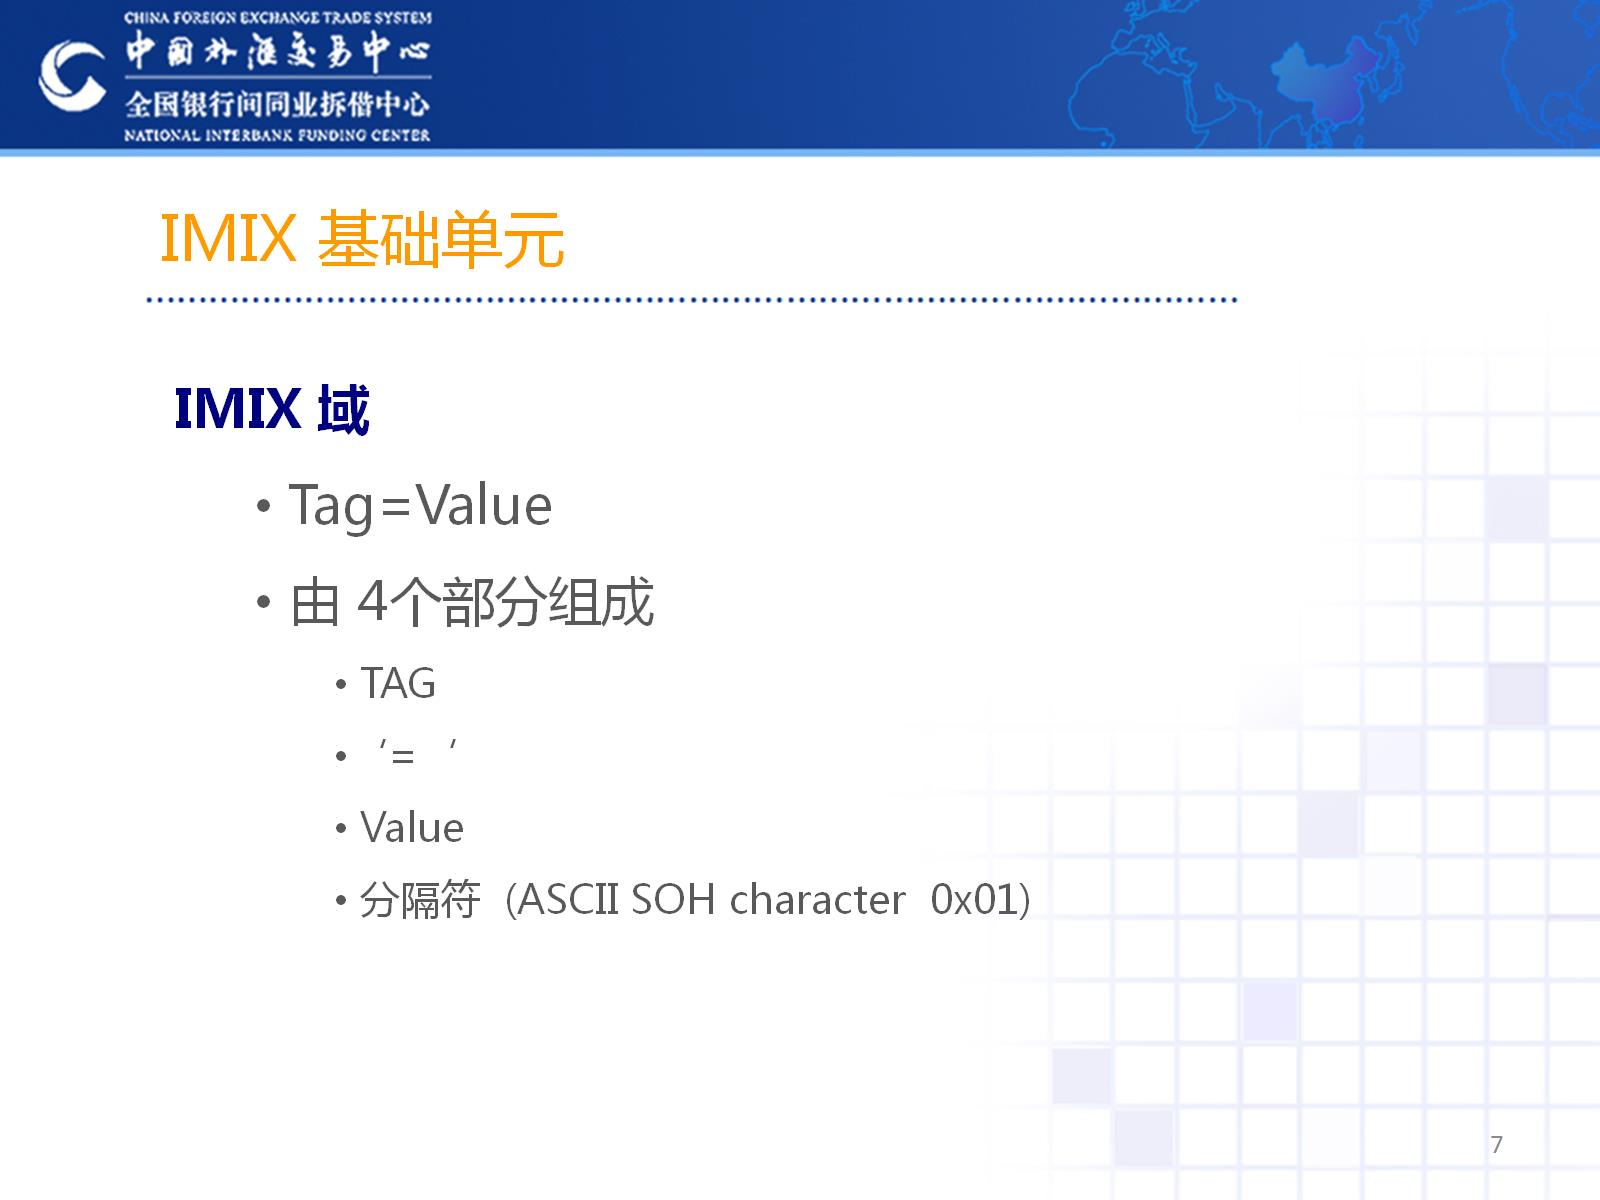 CHINA FOREIGN EXCHANGE TRADE SYSTEM
中国外汇交易中心
全国银行间同业拆借中心
NATIONAL INTERBANK FUNDING CENTER
IMIX 基础单元
IMIX 域
• Tag=Value
• 由 4个部分组成
• TAG
• ‘= ‘
• Value
• 分隔符 (ASCII SOH character 0x01)
7